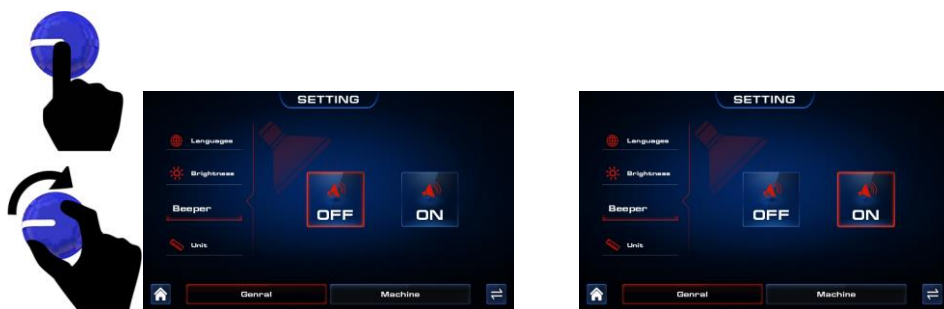 SETTING
Languages
Brightness
Beeper
Unit
OFF
ON
Genral
Machine
SETTING
Languages
Brightness
Beeper
Unit
OFF
ON
Genral
Machine